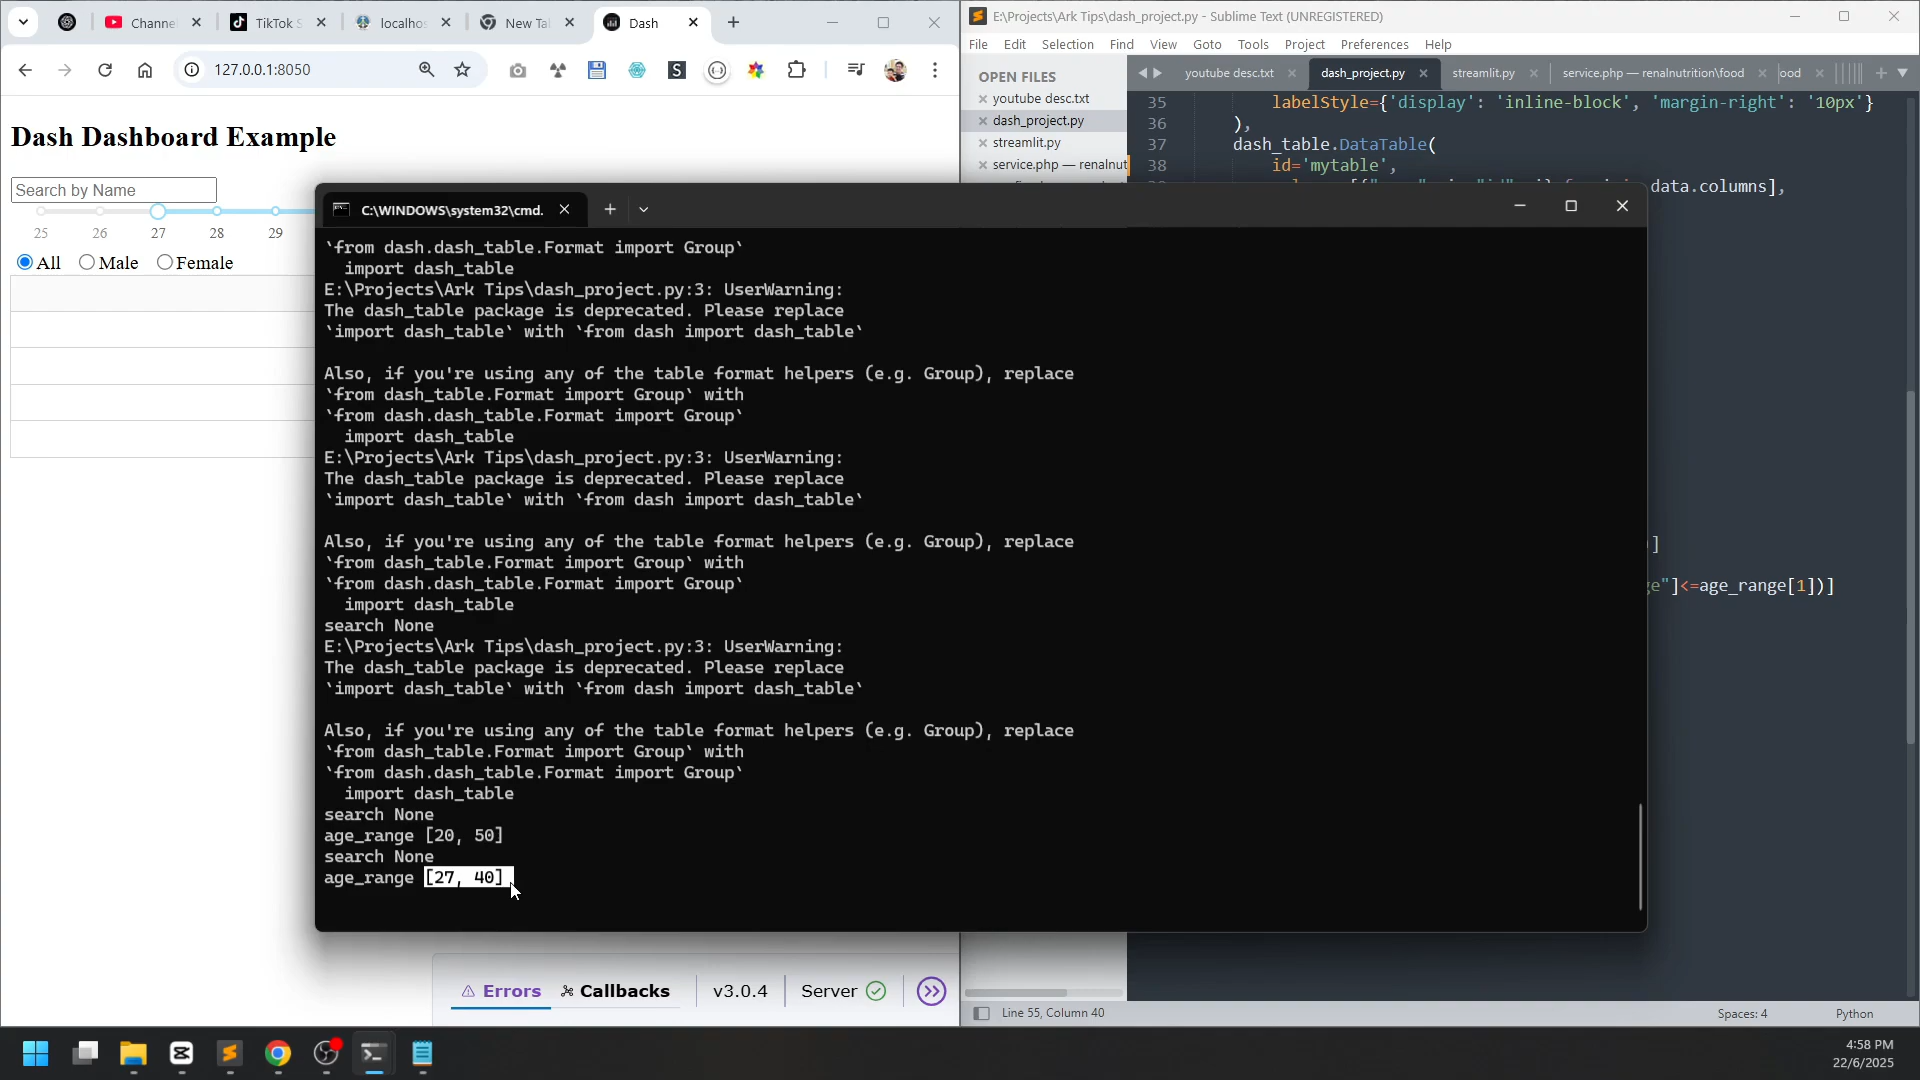 Channe
TikTok S
localhos
New Tal
Dash
127.0.0.1:8050
Dash Dashboard Example
Search by Name
25 26 27 28 29
All Male Female
E:\Projects\Ark Tips\dash_project.py - Sublime Text (UNREGISTERED)
File Edit Selection Find View Goto Tools Project Preferences Help
OPEN FILES
youtube desc.txt
dash_project.py
streamlit.py
service.php — renalnut
youtube desc.txt dash_project.py streamlit.py service.php — renalnutrition\food ood
35 labelStyle={'display': 'inline-block', 'margin-right': '10px'}
36 ),
37 dash_table.DataTable(
38 id='mytable',
data.columns],
]
e"]<=age_range[1])]
C:\WINDOWS\system32\cmd.
`from dash.dash_table.Format import Group`
import dash_table
E:\Projects\Ark Tips\dash_project.py:3: UserWarning:
The dash_table package is deprecated. Please replace
`import dash_table` with `from dash import dash_table`
Also, if you're using any of the table format helpers (e.g. Group), replace
`from dash_table.Format import Group` with
`from dash.dash_table.Format import Group`
import dash_table
E:\Projects\Ark Tips\dash_project.py:3: UserWarning:
The dash_table package is deprecated. Please replace
`import dash_table` with `from dash import dash_table`
Also, if you're using any of the table format helpers (e.g. Group), replace
`from dash_table.Format import Group` with
`from dash.dash_table.Format import Group`
import dash_table
search None
E:\Projects\Ark Tips\dash_project.py:3: UserWarning:
The dash_table package is deprecated. Please replace
`import dash_table` with `from dash import dash_table`
Also, if you're using any of the table format helpers (e.g. Group), replace
`from dash_table.Format import Group` with
`from dash.dash_table.Format import Group`
import dash_table
search None
age_range [20, 50]
search None
age_range [27, 40]
Errors Callbacks v3.0.4 Server
Line 55, Column 40
Spaces: 4
Python
4:58 PM
22/6/2025